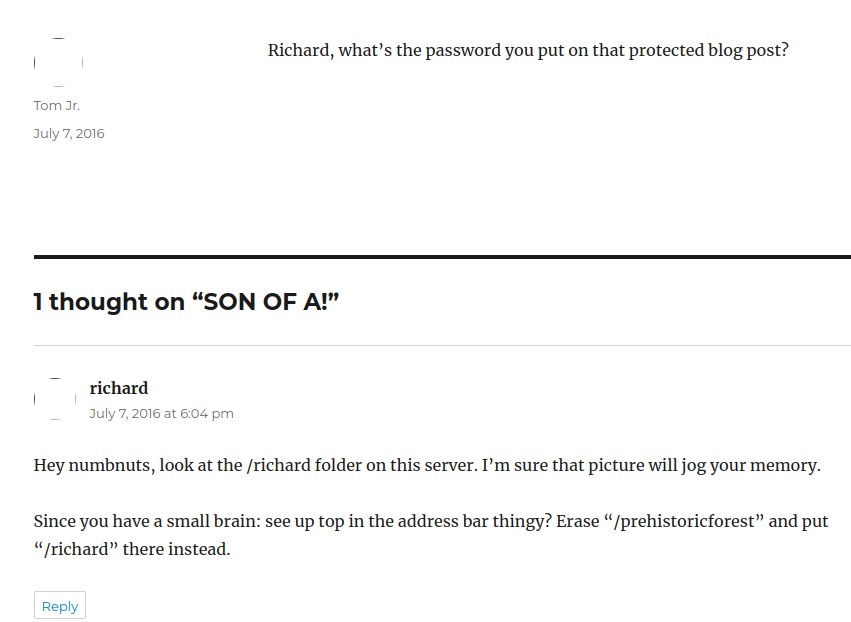 Richard, what’s the password you put on that protected blog post?
Tom Jr.
July 7, 2016
1 thought on “SON OF A!”
richard
July 7, 2016 at 6:04 pm
Hey numbnuts, look at the /richard folder on this server. I’m sure that picture will jog your memory.
Since you have a small brain: see up top in the address bar thingy? Erase “/prehistoricforest” and put
“/richard” there instead.
Reply